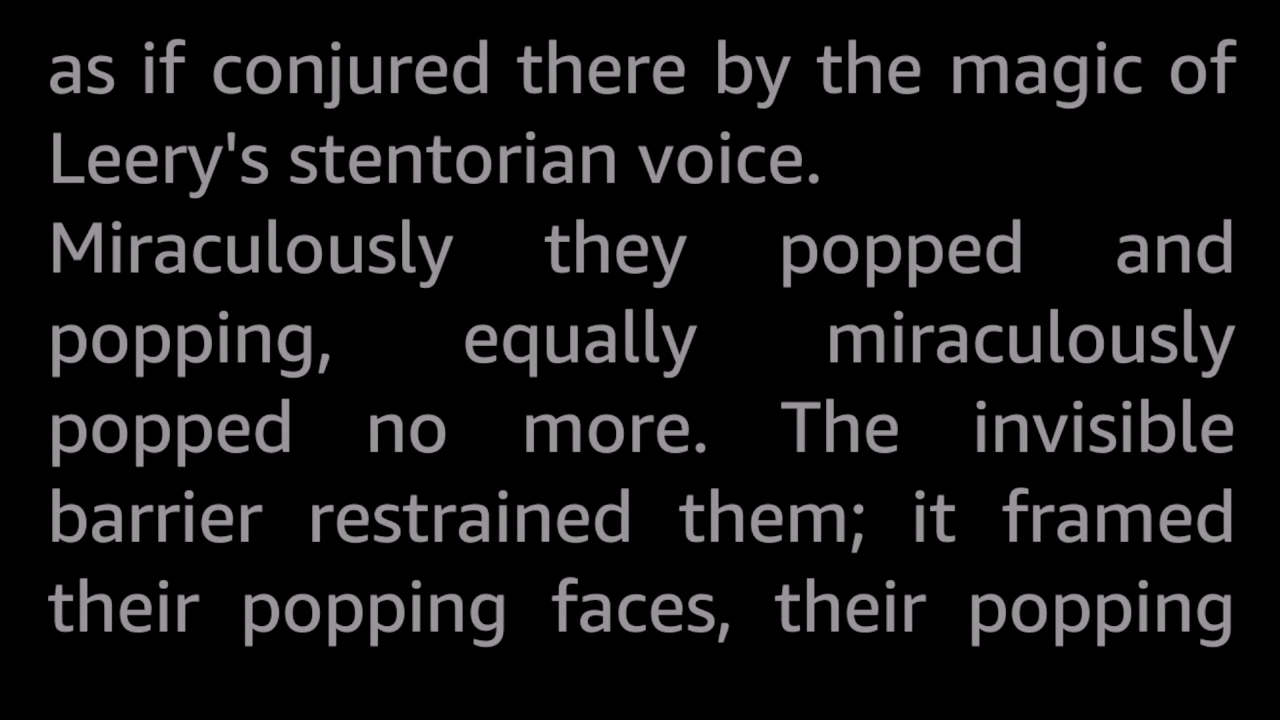 as if conjured there by the magic of
Leery's stentorian voice.
Miraculously they popped and
popping, equally miraculously
popped no more. The invisible
barrier restrained them; it framed
their popping faces, their popping